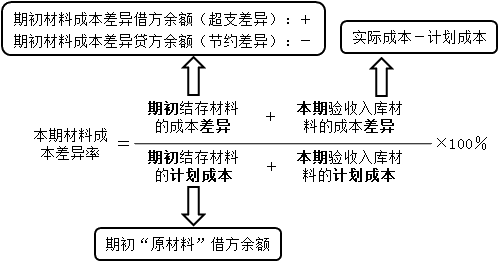 期初材料成本差异借方余额（超支差异）：＋
期初材料成本差异贷方余额（节约差异）：－
实际成本－计划成本
本期材料成
本差异率
＝
期初结存材料
的成本差异
＋
本期验收入库材
料的成本差异
期初结存材料
的计划成本
＋
本期验收入库材
料的计划成本
×100%
期初“原材料”借方余额